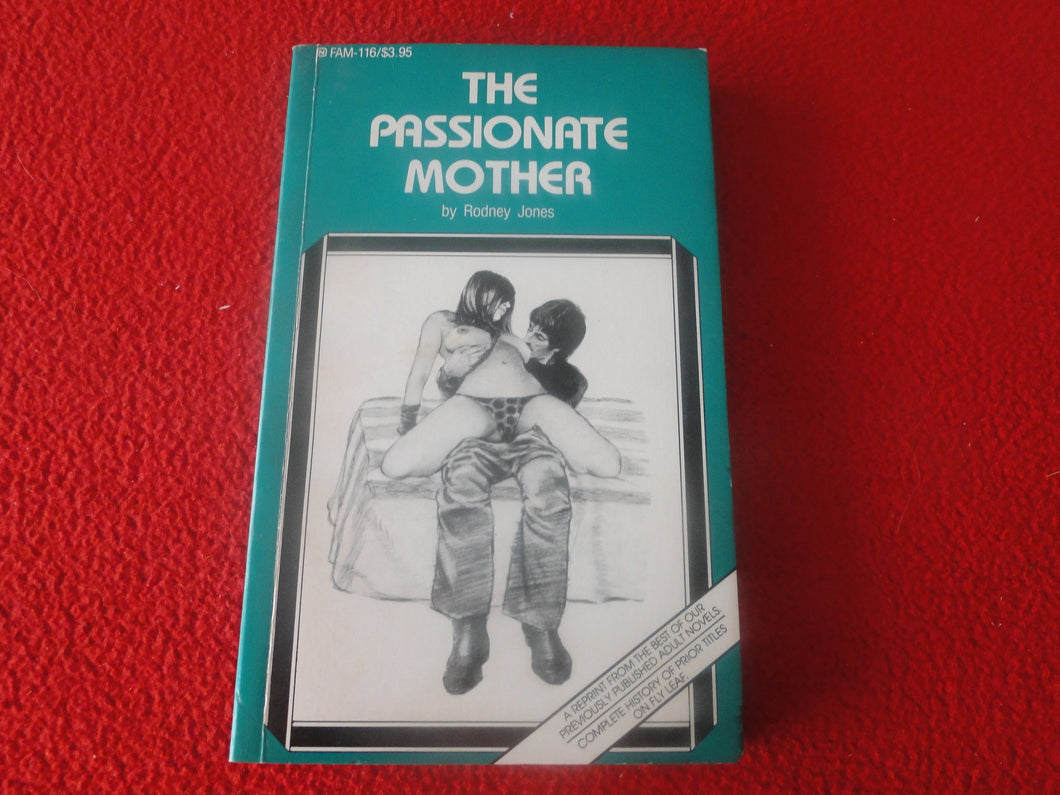 FAM-116/$3.95
THE
PASSIONATE
MOTHER
by Rodney Jones
A REPRINT FROM THE BEST OF OUR
PREVIOUSLY PUBLISHED ADULT NOVELS.
COMPLETE HISTORY OF PRIOR TITLES
ON FLY LEAF.